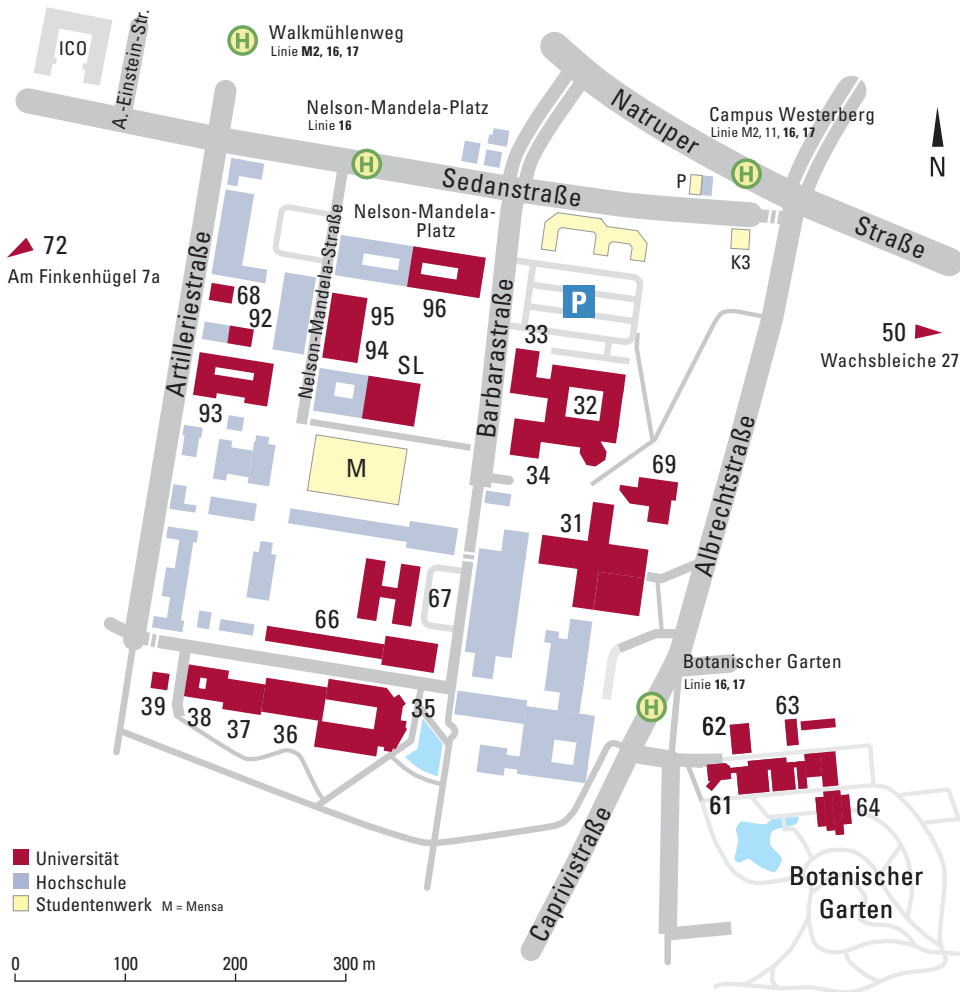 ICO
A.-Einstein-Str.
H
Walkmühlenweg
Linie M2, 16, 17
Nelson-Mandela-Platz
Linie 16
H
Natruper
Straße
Campus Westerberg
Linie M2, 11, 16, 17
H
N
Sedanstraße
P
K3
Nelson-Mandela-
Platz
72
Am Finkenhügel 7a
Artilleriestraße
Nelson-Mandela-Straße
Barbarastraße
Albrechtstraße
P
50
Wachsbleiche 27
68
92
93
96
95
94
SL
33
32
34
M
69
31
67
66
39
38
37
36
35
Botanischer Garten
Linie 16, 17
H
62
63
61
64
Caprivistraße
Botanischer
Garten
Universität
Hochschule
Studentenwerk M = Mensa
0 100 200 300 m